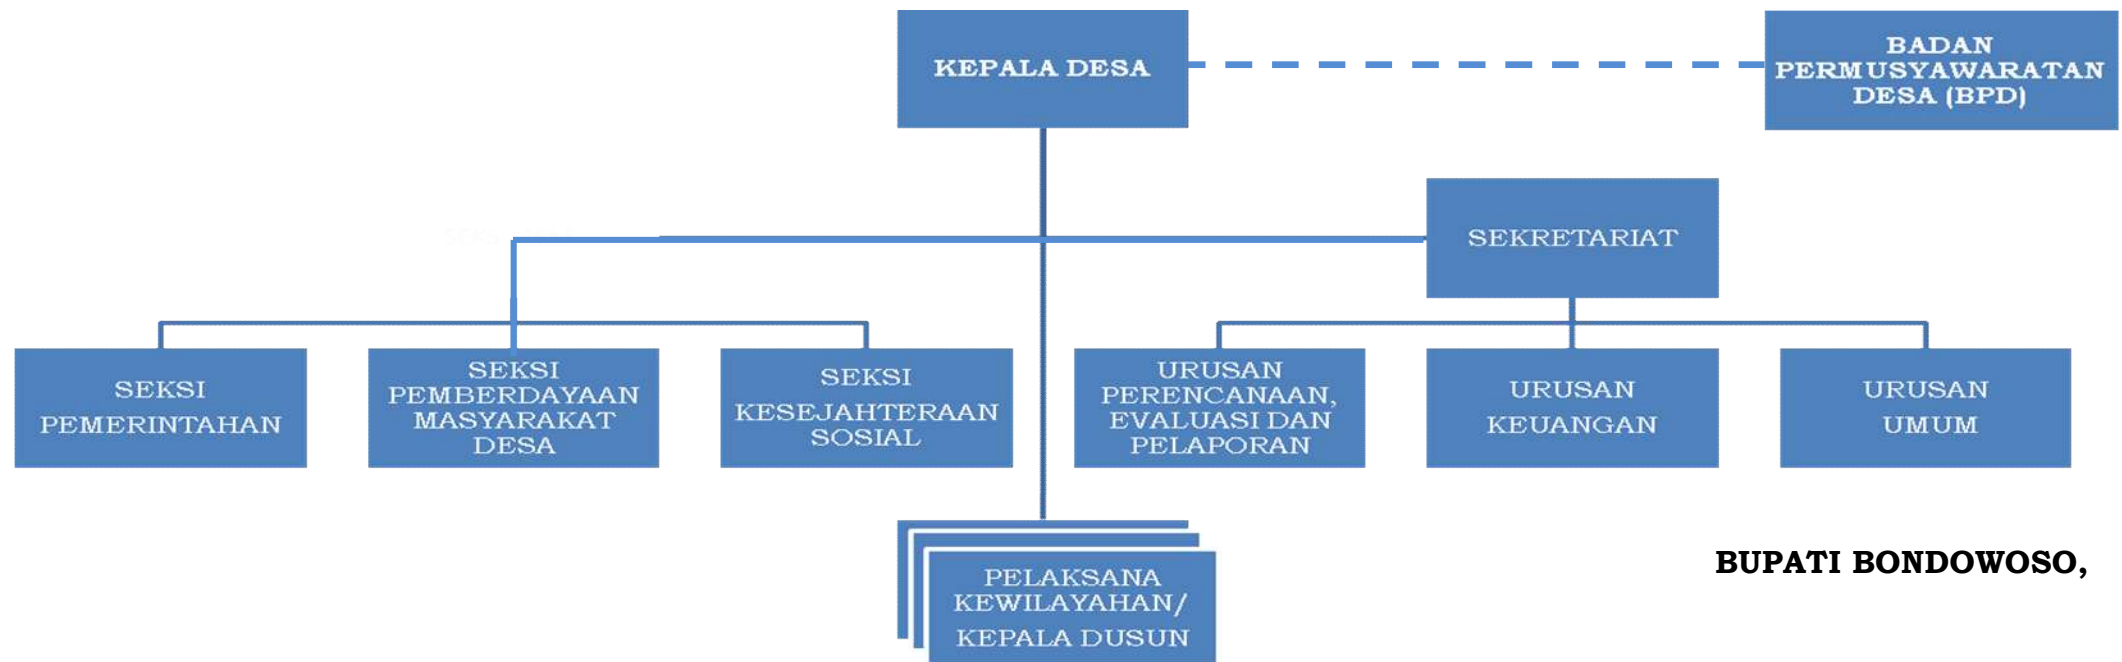 KEPALA DESA
BADAN
PERMUSYAWARATAN
DESA (BPD)
SEKRETARIAT
SEKSI
PEMERINTAHAN
SEKSI
PEMBERDAYAAN
MASYARAKAT
DESA
SEKSI
KESEJAHTERAAN
SOSIAL
URUSAN
PERENCANAAN,
EVALUASI DAN
PELAPORAN
URUSAN
KEUANGAN
URUSAN
UMUM
PELAKSANA
KEWILAYAHAN/
KEPALA DUSUN
BUPATI BONDOWOSO,